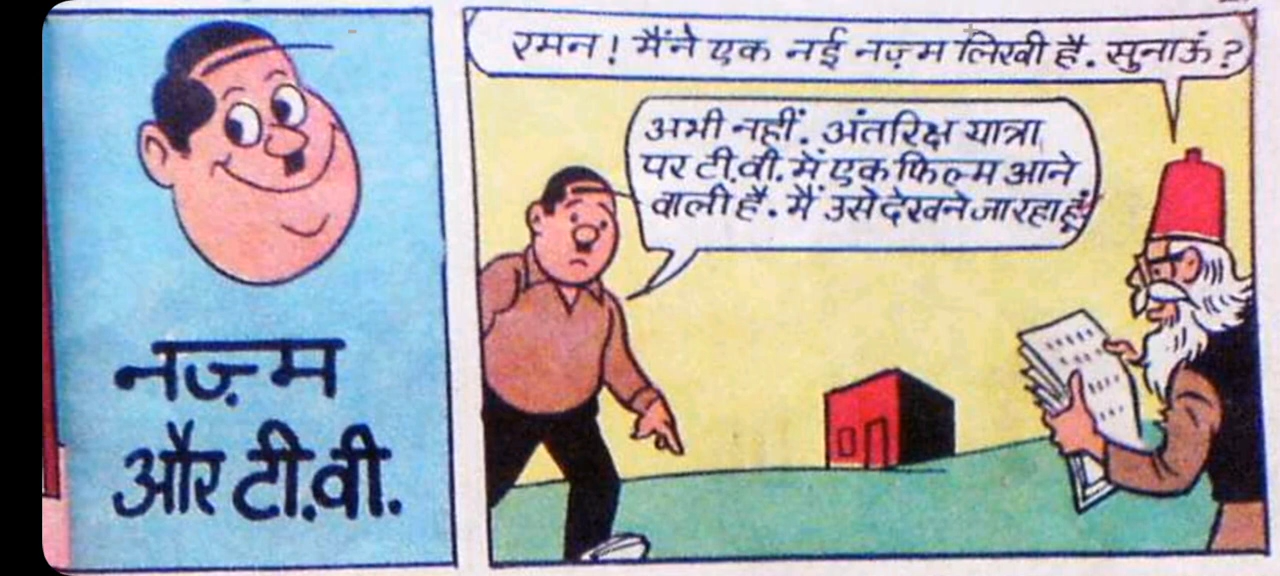 नज़्म
और टी.वी.
रमन! मैंने एक नई नज़्म लिखी है. सुनाऊं?
अभी नहीं. अंतरिक्ष यात्रा
पर टी.वी. में एक फिल्म आने
वाली है. मैं उसे देखने जा रहा हूं.